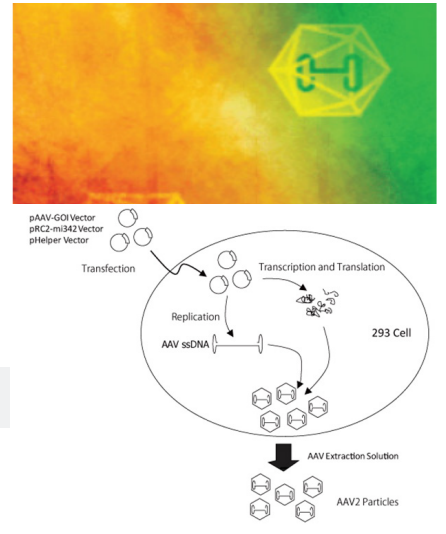 pAAV-GOI Vector
pRC2-mi342 Vector
pHelper Vector
Transfection
Transcription and Translation
Replication
293 Cell
AAV ssDNA
AAV Extraction Solution
AAV2 Particles